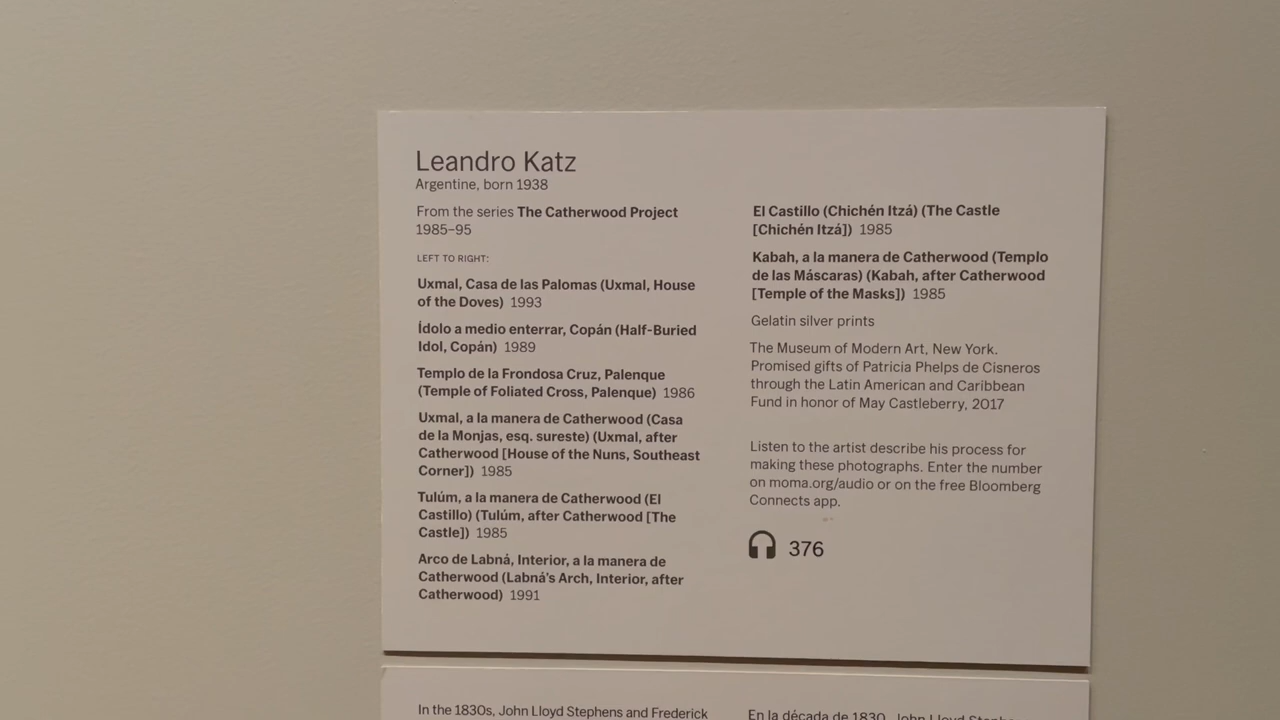 Leandro Katz
Argentine, born 1938
From the series The Catherwood Project
1985–95
LEFT TO RIGHT:
Uxmal, Casa de las Palomas (Uxmal, House
of the Doves) 1993
Ídolo a medio enterrar, Copán (Half-Buried
Idol, Copán) 1989
Templo de la Frondosa Cruz, Palenque
(Temple of Foliated Cross, Palenque) 1986
Uxmal, a la manera de Catherwood (Casa
de la Monjas, esq. sureste) (Uxmal, after
Catherwood [House of the Nuns, Southeast
Corner]) 1985
Tulúm, a la manera de Catherwood (El
Castillo) (Tulúm, after Catherwood [The
Castle]) 1985
Arco de Labná, Interior, a la manera de
Catherwood (Labná's Arch, Interior, after
Catherwood) 1991
El Castillo (Chichén Itzá) (The Castle
[Chichén Itzá]) 1985
Kabah, a la manera de Catherwood (Templo
de las Máscaras) (Kabah, after Catherwood
[Temple of the Masks]) 1985
Gelatin silver prints
The Museum of Modern Art, New York.
Promised gifts of Patricia Phelps de Cisneros
through the Latin American and Caribbean
Fund in honor of May Castleberry, 2017
Listen to the artist describe his process for
making these photographs. Enter the number
on moma.org/audio or on the free Bloomberg
Connects app.
376
In the 1830s, John Lloyd Stephens and Frederick
En la década de 1830, John Lloyd